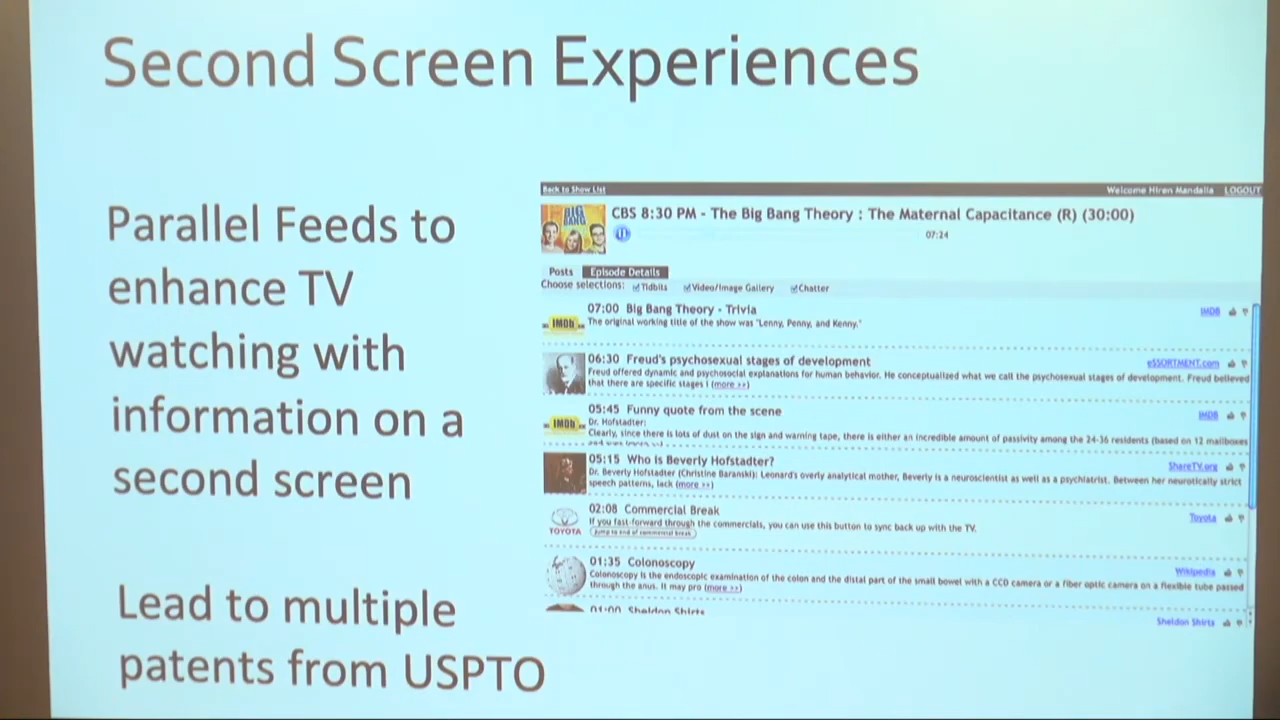 Second Screen Experiences
Parallel Feeds to
enhance TV
watching with
information on a
second screen
Lead to multiple
patents from USPTO
Back to Show List
Welcome Hiren Mandalia LOGOUT
BIG BANG
CBS 8:30 PM - The Big Bang Theory : The Maternal Capacitance (R) (30:00)
07:24
Posts Episode Details
Choose selections: Tidbits Video/Image Gallery Chatter
07:00 Big Bang Theory - Trivia IMDB
IMDb The original working title of the show was "Lenny, Penny, and Kenny."
06:30 Freud's psychosexual stages of development eSSORTMENT.com
Freud offered dynamic and psychosocial explanations for human behavior. He conceptualized what we call the psychosexual stages of development. Freud believed
that there are specific stages i (more >>)
05:45 Funny quote from the scene IMDB
IMDb Dr. Hofstadter:
Clearly, since there is lots of dust on the sign and warning tape, there is either an incredible amount of passivity among the 24-36 residents (based on 12 mailboxes
05:15 Who is Beverly Hofstadter? ShareTV.org
Dr. Beverly Hofstadter (Christine Baranski): Leonard's overly analytical mother, Beverly is a neuroscientist as well as a psychiatrist. Between her neurotically strict
speech patterns, lack (more >>)
02:08 Commercial Break Toyota
If you fast-forward through the commercials, you can use this button to sync back up with the TV.
TOYOTA Jump to end of commercial break
01:35 Colonoscopy Wikipedia
Colonoscopy is the endoscopic examination of the colon and the distal part of the small bowel with a CCD camera or a fiber optic camera on a flexible tube passed
through the anus. It may pro (more >>)
01:00 Sheldon Shirts Sheldon Shirts